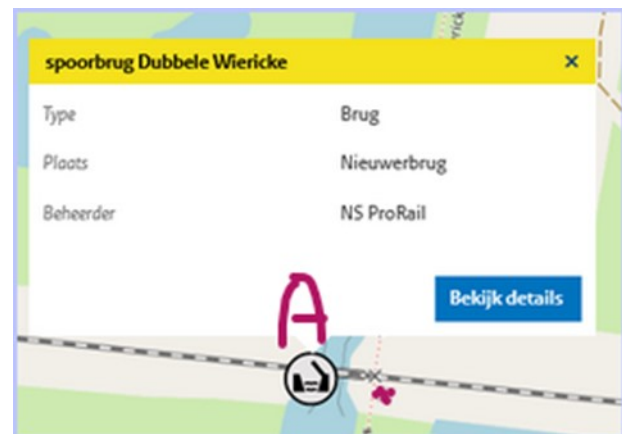 spoorbrug Dubbele Wiericke ×
Type Brug
Plaats Nieuwerbrug
Beheerder NS ProRail
Bekijk details
A